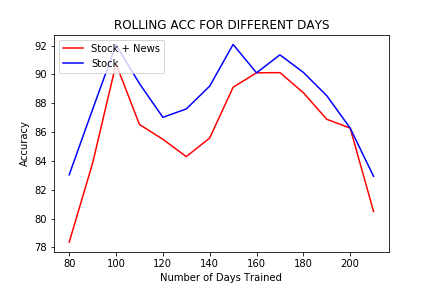 ROLLING ACC FOR DIFFERENT DAYS
Stock + News
Stock
92
90
88
86
84
82
80
78
Accuracy
80 100 120 140 160 180 200
Number of Days Trained